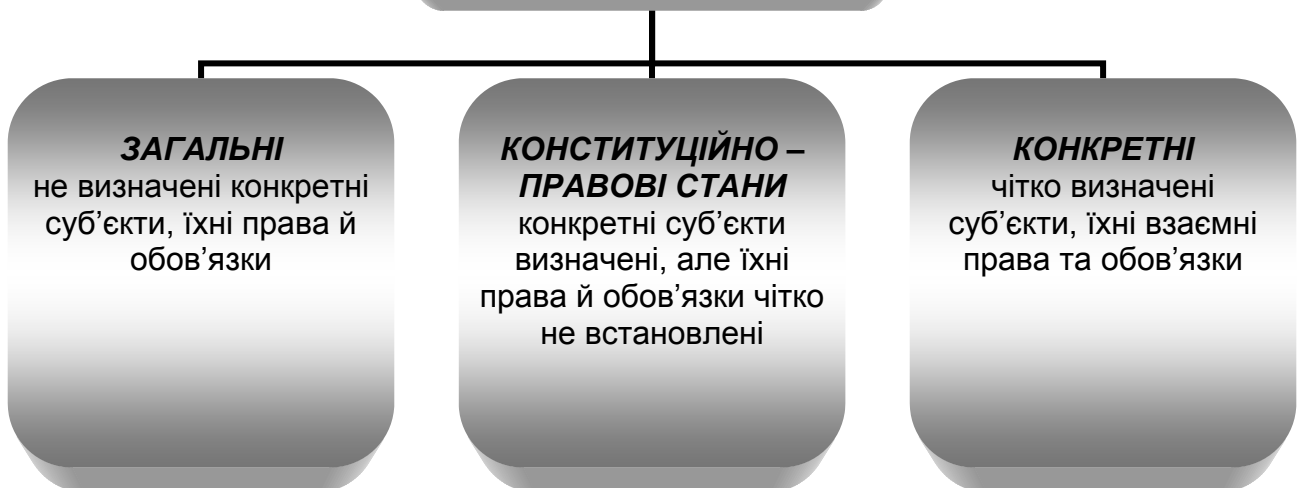 ЗАГАЛЬНІ
не визначені конкретні
суб’єкти, їхні права й
обов’язки
КОНСТИТУЦІЙНО –
ПРАВОВІ СТАНИ
конкретні суб’єкти
визначені, але їхні
права й обов’язки чітко
не встановлені
КОНКРЕТНІ
чітко визначені
суб’єкти, їхні взаємні
права та обов’язки